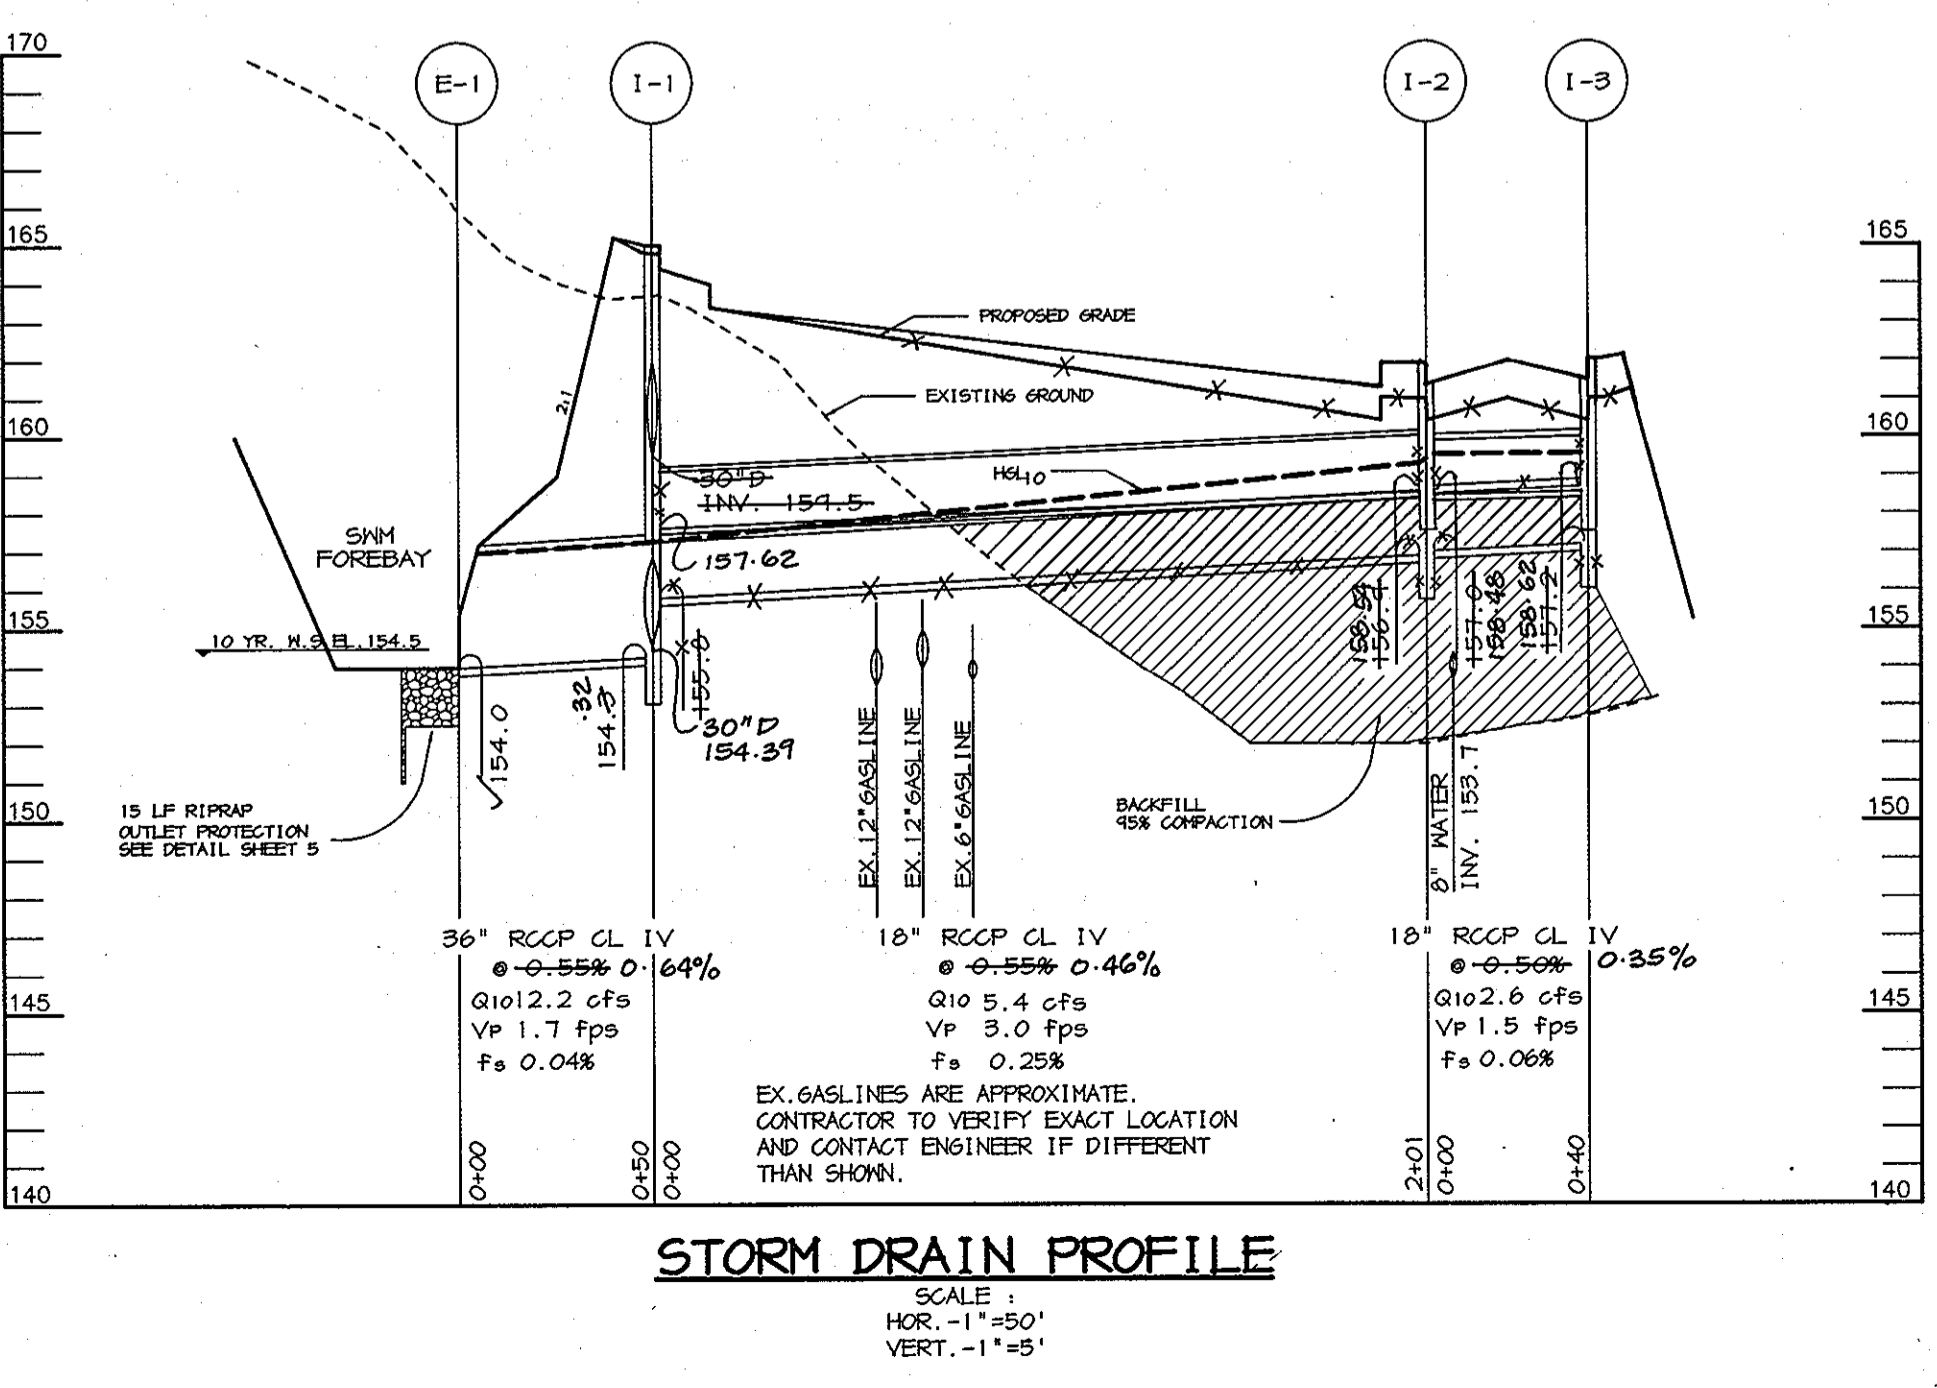 170
165
160
155
150
145
140
E-1
I-1
I-2
I-3
165
160
155
150
145
140
2:1
PROPOSED GRADE
EXISTING GROUND
HGL10
30"D
INV. 159.5
157.62
SWM
FOREBAY
10 YR. W.S EL. 154.5
154.0
.32
154.3
155.8
30"D
154.39
15 LF RIPRAP
OUTLET PROTECTION
SEE DETAIL SHEET 5
EX. 12" GASLINE
EX. 12" GASLINE
EX. 6" GASLINE
BACKFILL
95% COMPACTION
158.54
156.4
157.0
158.48
158.62
157.2
8" WATER
INV. 153.7
36" RCCP CL IV
@ 0.55% 0.64%
Q10 12.2 cfs
VP 1.7 fps
fs 0.04%
18" RCCP CL IV
@ 0.55% 0.46%
Q10 5.4 cfs
VP 3.0 fps
fs 0.25%
18" RCCP CL IV
@ 0.50% 0.35%
Q10 2.6 cfs
VP 1.5 fps
fs 0.06%
EX. GASLINES ARE APPROXIMATE.
CONTRACTOR TO VERIFY EXACT LOCATION
AND CONTACT ENGINEER IF DIFFERENT
THAN SHOWN.
0+00
0+50
0+00
2+01
0+00
0+40
STORM DRAIN PROFILE
SCALE :
HOR. -1"=50'
VERT. -1"=5'